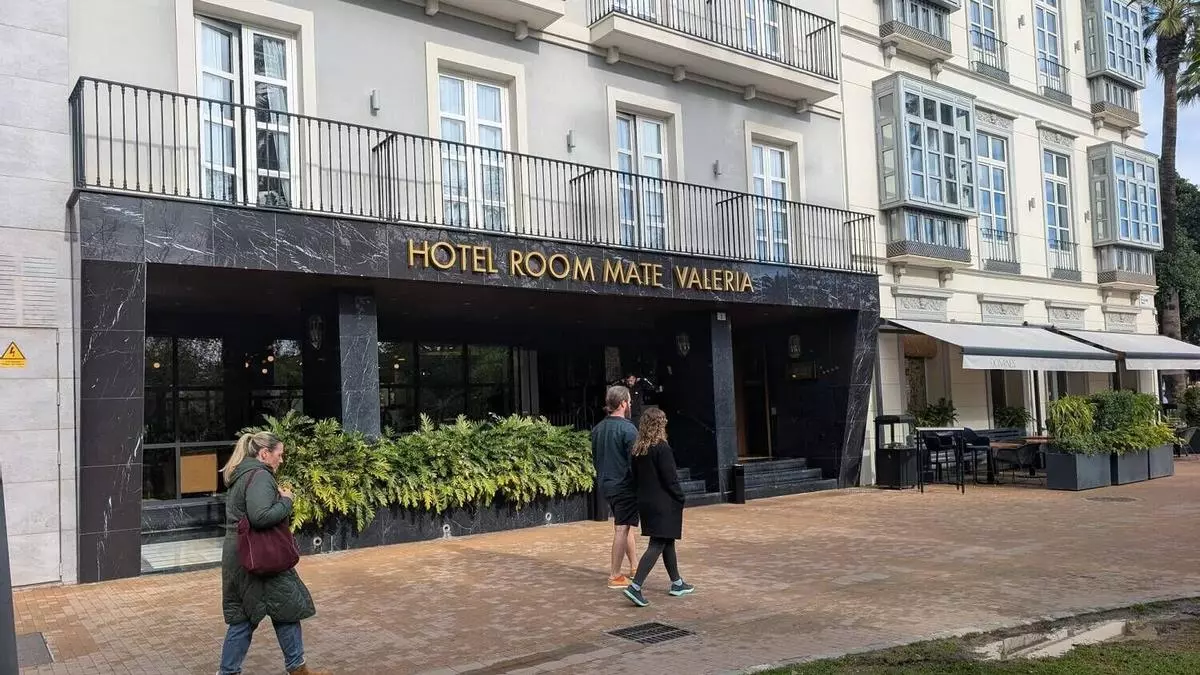 HOTEL ROOM MATE VALERIA